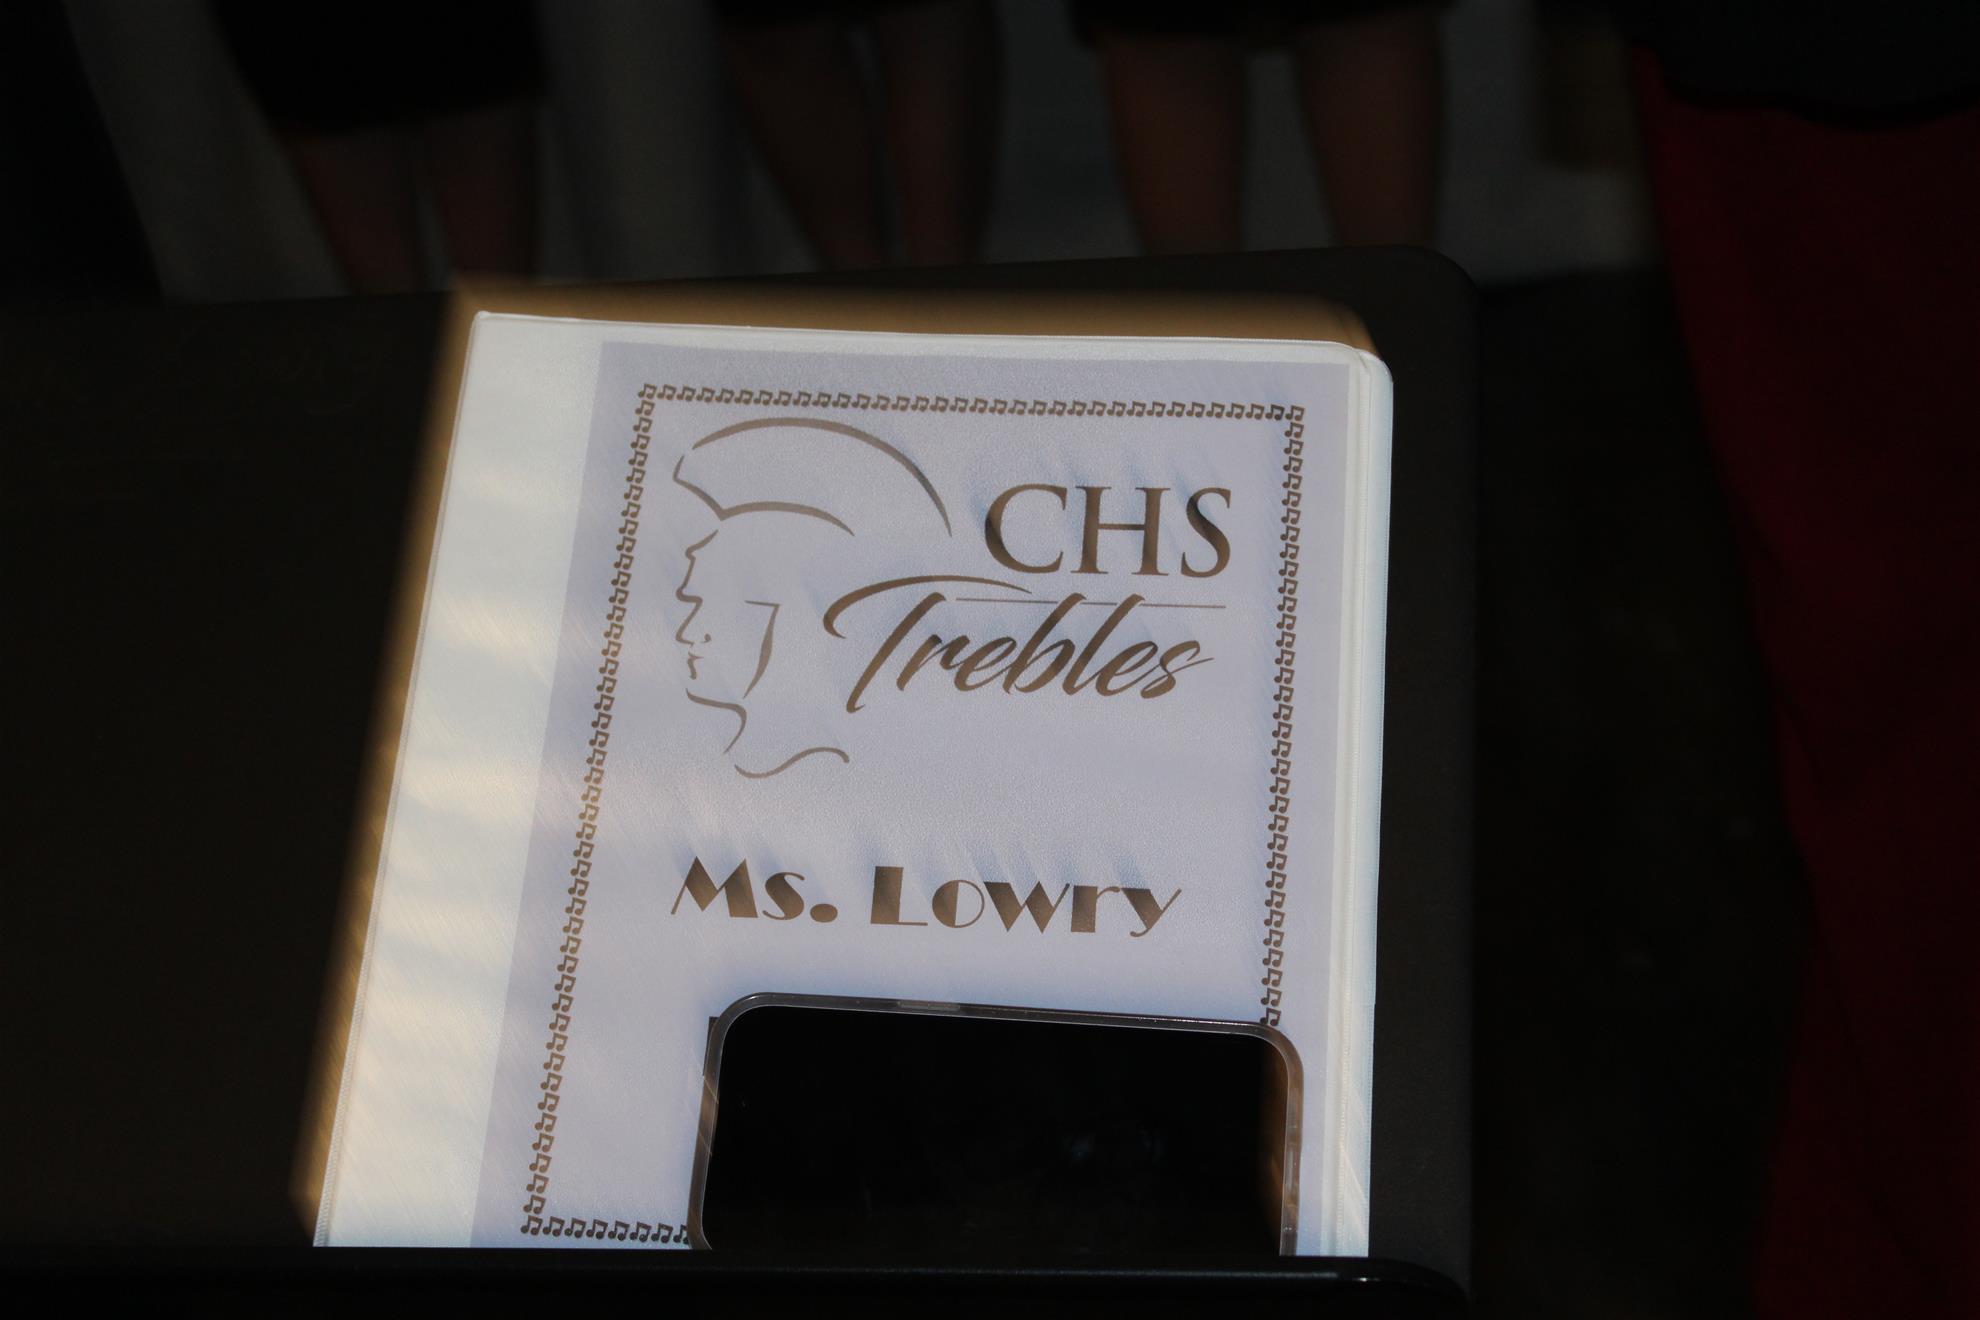 CHS
Trebles
Ms. Lowry